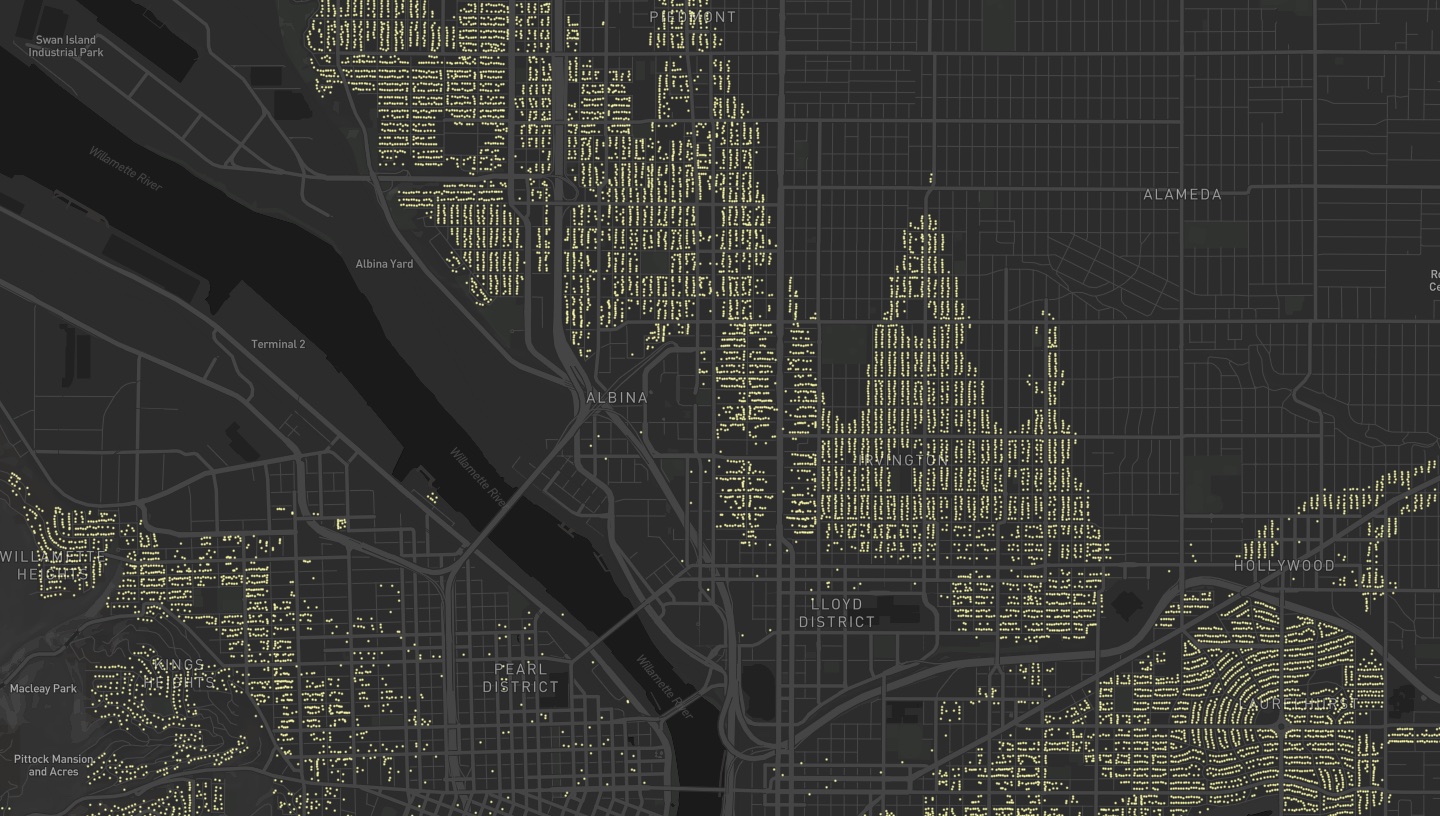 PIEDMONT
Swan Island
Industrial Park
Willamette River
ALAMEDA
Albina Yard
Terminal 2
ALBINA
IRVINGTON
Willamette River
WILLAMETTE
HEIGHTS
HOLLYWOOD
LLOYD
DISTRICT
KINGS
HEIGHTS
PEARL
DISTRICT
Willamette River
Macleay Park
LAURELHURST
Pittock Mansion
and Acres